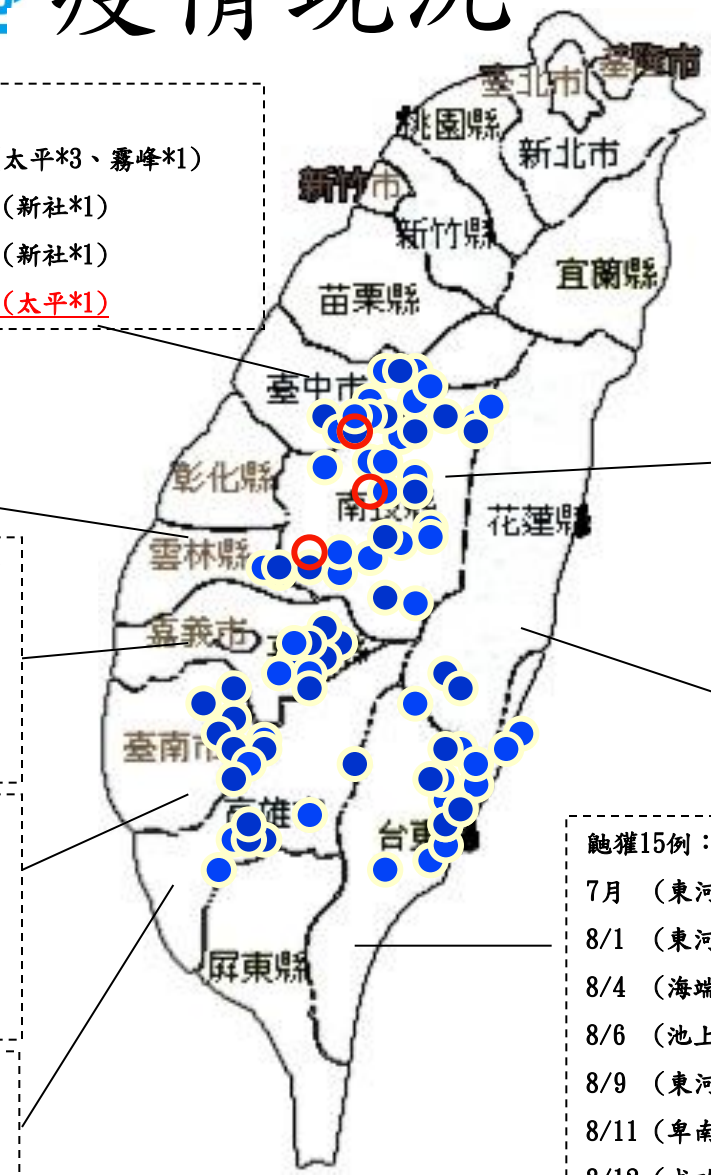 疫情現況
太平*3、霧峰*1)
(新社*1)
(新社*1)
(太平*1)
臺北市
基隆市
桃園縣
新北市
新竹市
新竹縣
宜蘭縣
苗栗縣
臺中市
彰化縣
南投縣
花蓮縣
雲林縣
嘉義市
臺南市
高雄
台東
屏東縣
鼬獾15例：
7月 (東河
8/1 (東河
8/4 (海端
8/6 (池上
8/9 (東河
8/11 (卑南